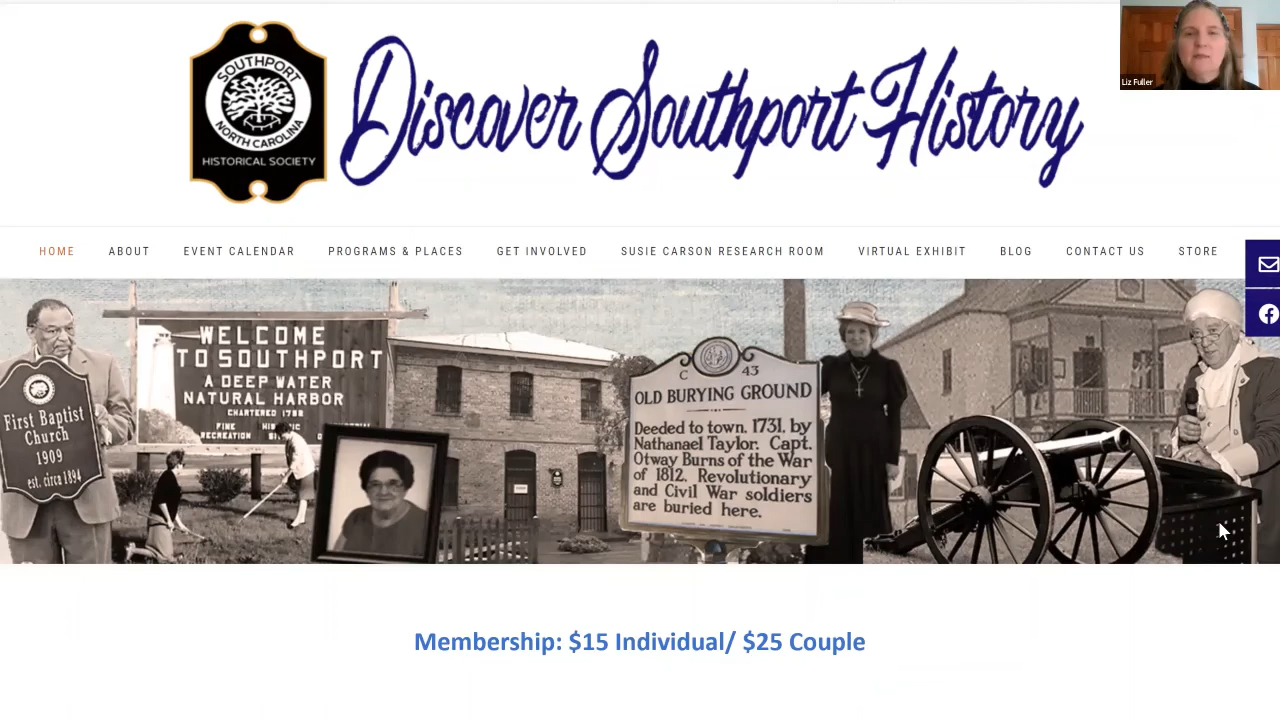 SOUTHPORT
NORTH CAROLINA
HISTORICAL SOCIETY
Discover Southport History
Liz Fuller
HOME ABOUT EVENT CALENDAR PROGRAMS & PLACES GET INVOLVED SUSIE CARSON RESEARCH ROOM VIRTUAL EXHIBIT BLOG CONTACT US STORE
First Baptist
Church
1909
est. circa 1894
WELCOME
TO SOUTHPORT
A DEEP WATER
NATURAL HARBOR
CHARTERED 1792
FINE
RECREATION
C 43
OLD BURYING GROUND
Deeded to town, 1731, by
Nathanael Taylor. Capt.
Otway Burns of the War
of 1812, Revolutionary
and Civil War soldiers
are buried here.
Membership: $15 Individual/ $25 Couple